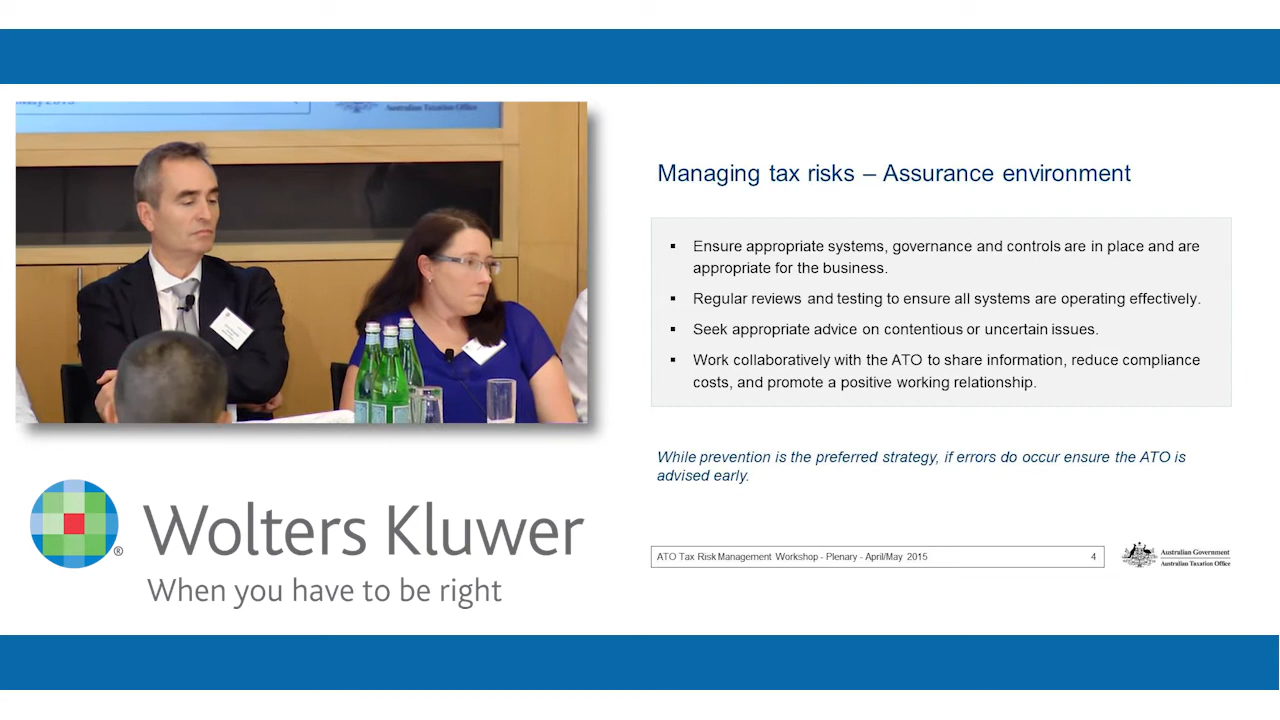 Australian Taxation Office
Managing tax risks – Assurance environment
▪ Ensure appropriate systems, governance and controls are in place and are
appropriate for the business.
▪ Regular reviews and testing to ensure all systems are operating effectively.
▪ Seek appropriate advice on contentious or uncertain issues.
▪ Work collaboratively with the ATO to share information, reduce compliance
costs, and promote a positive working relationship.
While prevention is the preferred strategy, if errors do occur ensure the ATO is
advised early.
ATO Tax Risk Management Workshop - Plenary - April/May 2015 4
Australian Government
Australian Taxation Office
Wolters Kluwer
®
When you have to be right